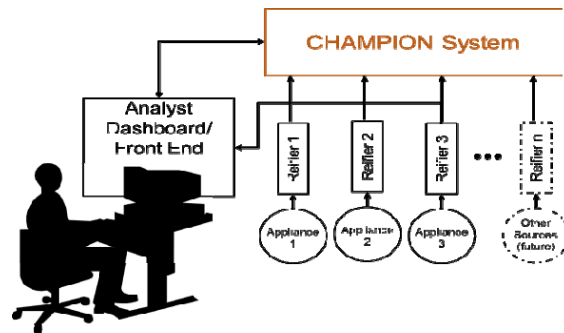 CHAMPION System
Analyst
Dashboard/
Front End
Reifier 1
Reifier 2
Reifier 3
Reifier n
Appliance
1
Appliance
2
Appliance
3
Other
Sources
(future)